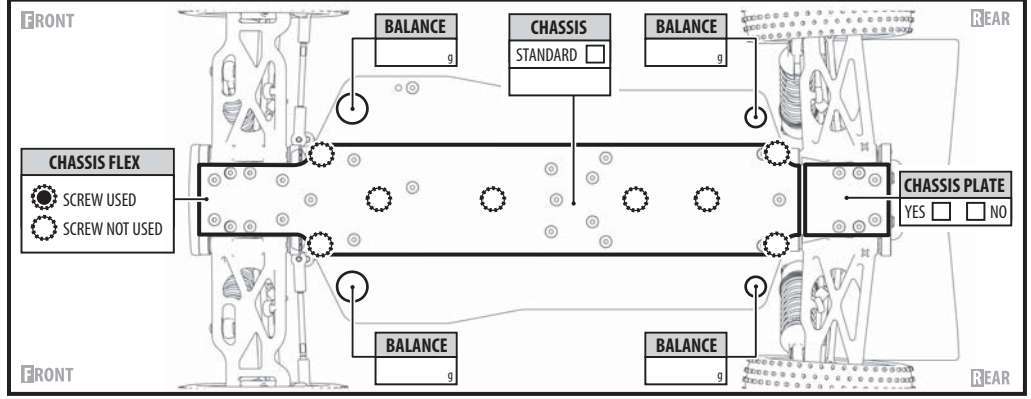 FRONT
BALANCE
g
CHASSIS
STANDARD
BALANCE
g
REAR
CHASSIS FLEX
SCREW USED
SCREW NOT USED
CHASSIS PLATE
YES NO
BALANCE
g
BALANCE
g
FRONT
REAR